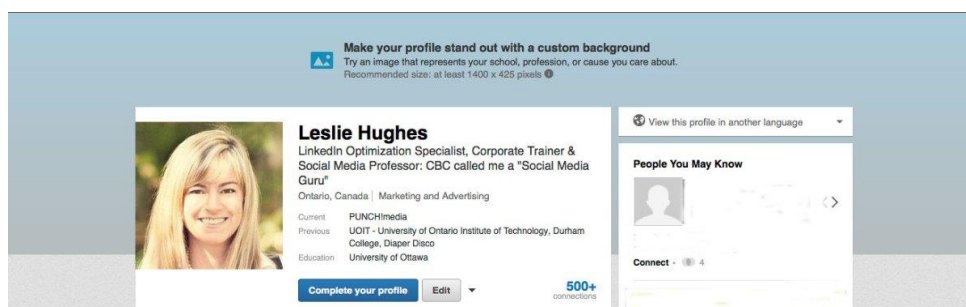 Make your profile stand out with a custom background
Try an image that represents your school, profession, or cause you care about.
Recommended size: at least 1400 x 425 pixels
Leslie Hughes
LinkedIn Optimization Specialist, Corporate Trainer &
Social Media Professor: CBC called me a "Social Media
Guru"
Ontario, Canada | Marketing and Advertising
Current PUNCH!media
Previous UOIT - University of Ontario Institute of Technology, Durham
College, Diaper Disco
Education University of Ottawa
Complete your profile Edit
500+
connections
View this profile in another language
People You May Know
Connect · 4